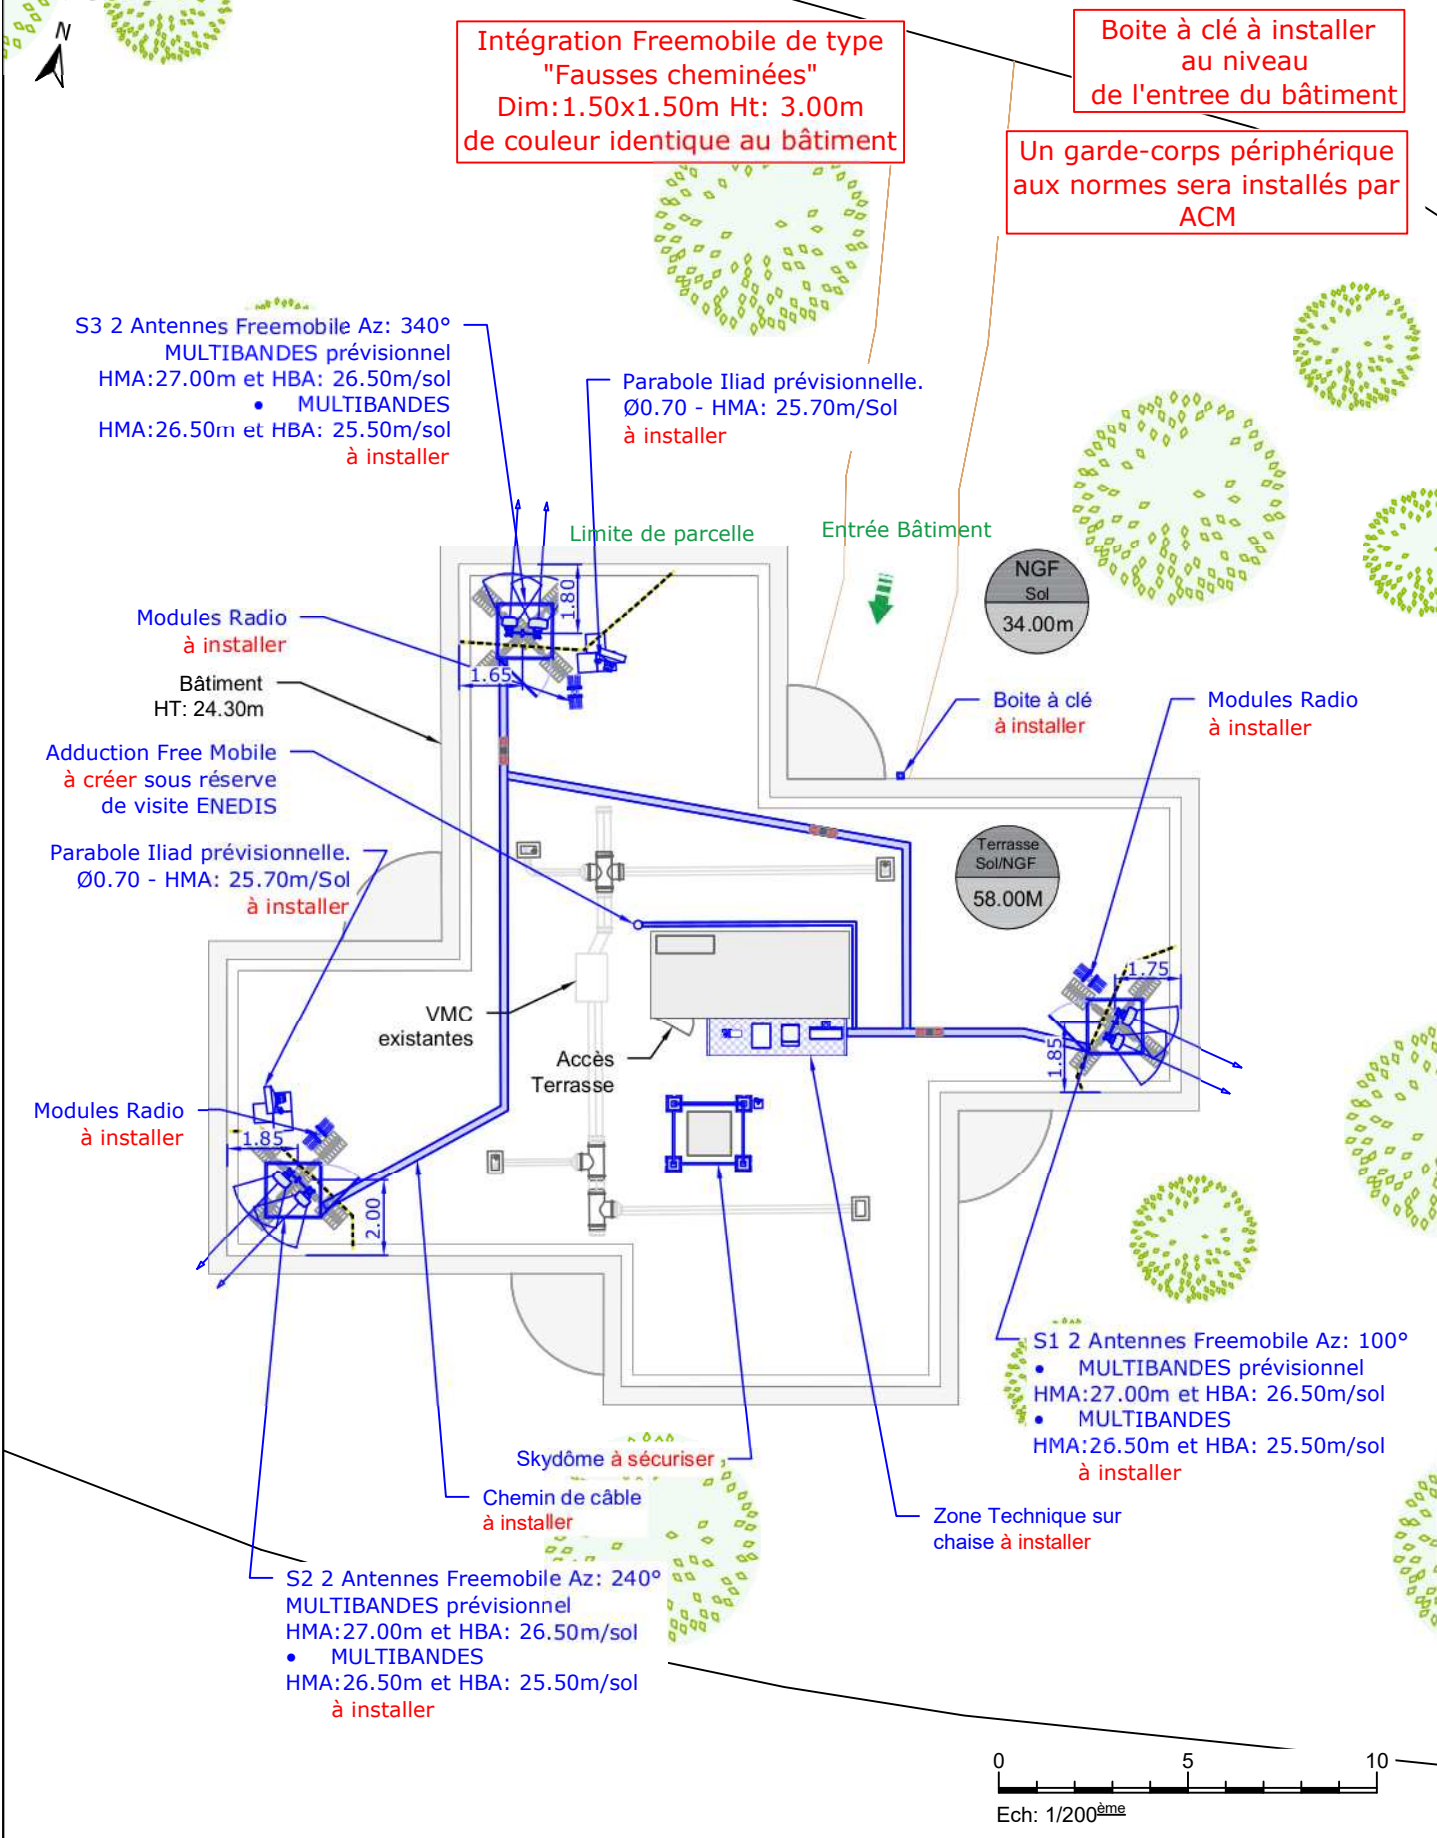 N
Intégration Freemobile de type
"Fausses cheminées"
Dim:1.50x1.50m Ht: 3.00m
de couleur identique au bâtiment
Boite à clé à installer
au niveau
de l'entree du bâtiment
Un garde-corps périphérique
aux normes sera installés par
ACM
S3 2 Antennes Freemobile Az: 340°
MULTIBANDES prévisionnel
HMA:27.00m et HBA: 26.50m/sol
• MULTIBANDES
HMA:26.50m et HBA: 25.50m/sol
à installer
Parabole Iliad prévisionnelle.
Ø0.70 - HMA: 25.70m/Sol
à installer
Limite de parcelle
Entrée Bâtiment
NGF
Sol
34.00m
1.80
1.65
Modules Radio
à installer
Bâtiment
HT: 24.30m
Adduction Free Mobile
à créer sous réserve
de visite ENEDIS
Boite à clé
à installer
Modules Radio
à installer
Parabole Iliad prévisionnelle.
Ø0.70 - HMA: 25.70m/Sol
à installer
Terrasse
Sol/NGF
58.00M
1.75
1.85
VMC
existantes
Accès
Terrasse
Modules Radio
à installer
1.85
2.00
S1 2 Antennes Freemobile Az: 100°
• MULTIBANDES prévisionnel
HMA:27.00m et HBA: 26.50m/sol
• MULTIBANDES
HMA:26.50m et HBA: 25.50m/sol
à installer
Skydôme à sécuriser
Chemin de câble
à installer
Zone Technique sur
chaise à installer
S2 2 Antennes Freemobile Az: 240°
MULTIBANDES prévisionnel
HMA:27.00m et HBA: 26.50m/sol
• MULTIBANDES
HMA:26.50m et HBA: 25.50m/sol
à installer
0 5 10
Ech: 1/200ème